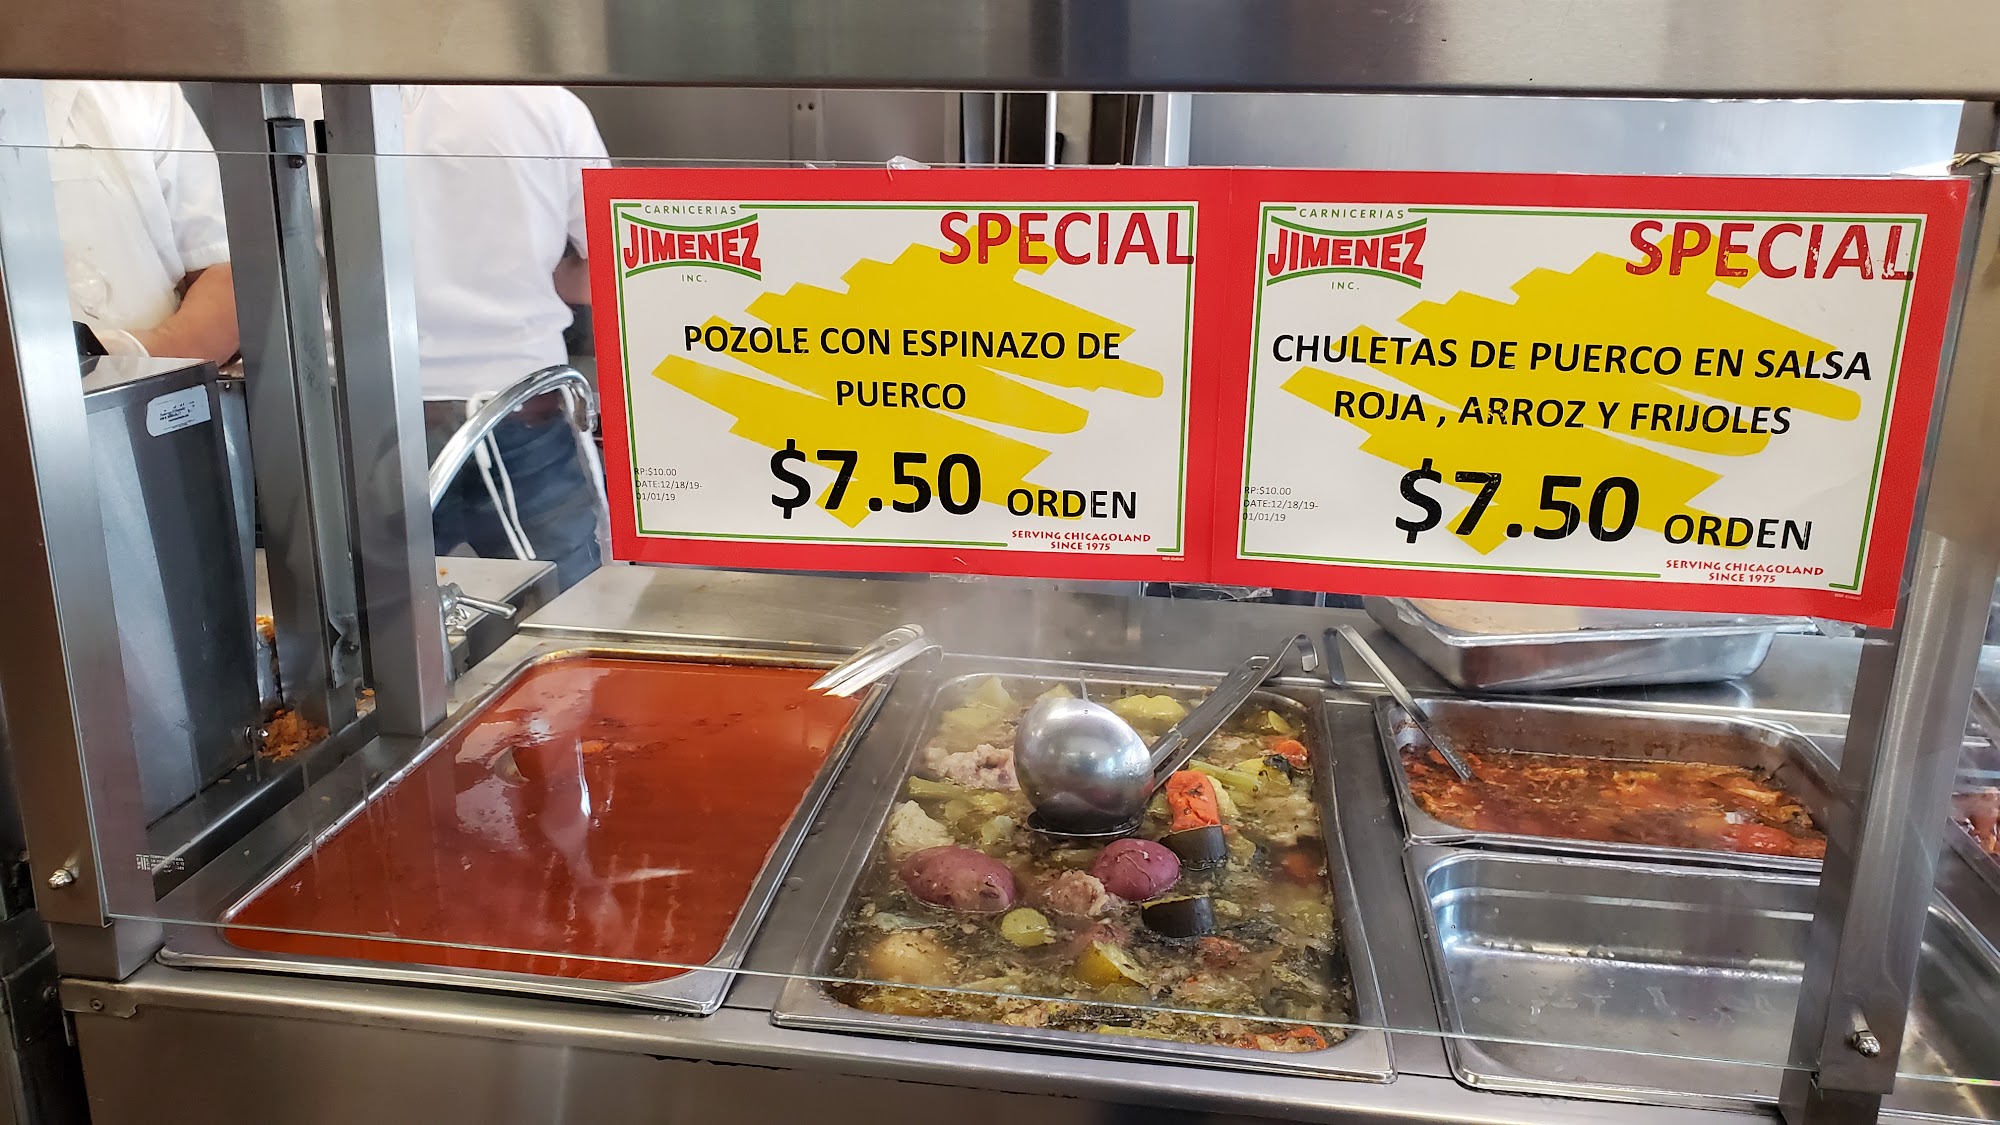 CARNICERIAS
JIMENEZ
INC.
SPECIAL
POZOLE CON ESPINAZO DE
PUERCO
RP:$10.00
DATE:12/18/19-
01/01/19
$7.50 ORDEN
SERVING CHICAGOLAND
SINCE 1975
CARNICERIAS
JIMENEZ
INC.
SPECIAL
CHULETAS DE PUERCO EN SALSA
ROJA , ARROZ Y FRIJOLES
RP:$10.00
DATE:12/18/19-
01/01/19
$7.50 ORDEN
SERVING CHICAGOLAND
SINCE 1975